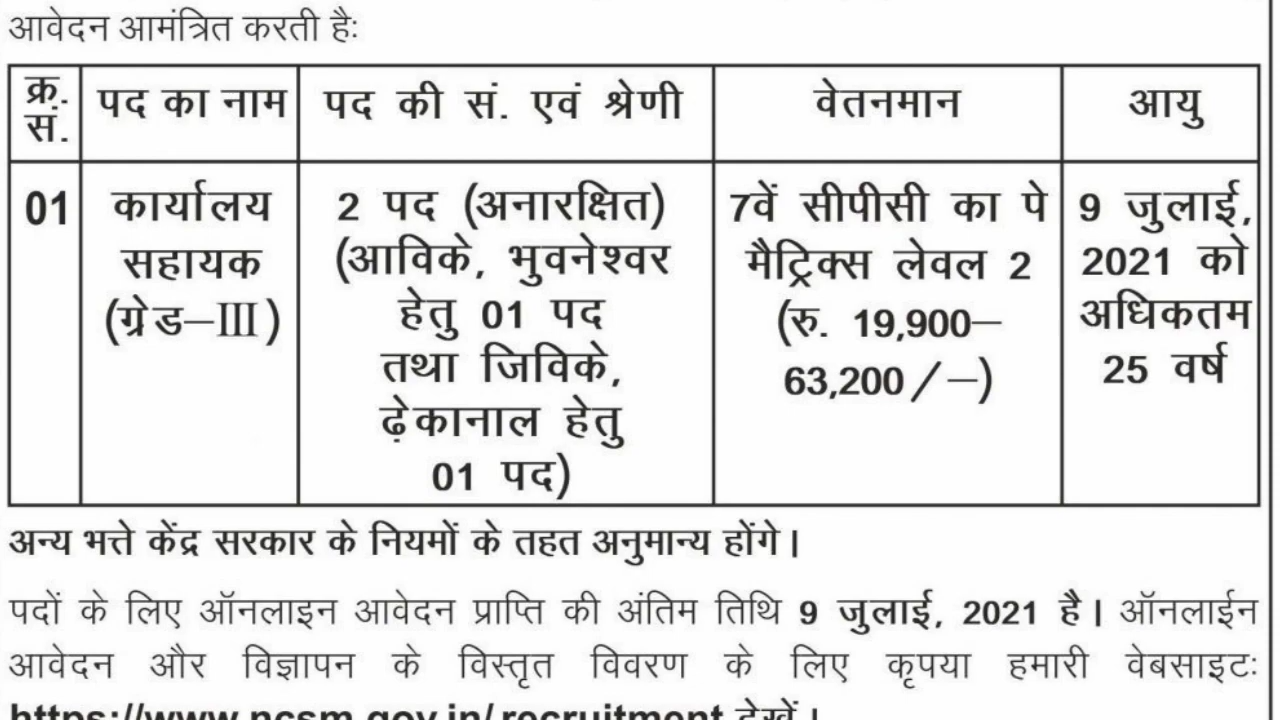 आवेदन आमंत्रित करती हैः
क्र. सं.
पद का नाम
पद की सं. एवं श्रेणी
वेतनमान
आयु
01
कार्यालय
सहायक
(ग्रेड–III)
2 पद (अनारक्षित)
(आविके, भुवनेश्वर
हेतु 01 पद
तथा जिविके,
ढ़ेकानाल हेतु
01 पद)
7वें सीपीसी का पे
मैट्रिक्स लेवल 2
(रु. 19,900–
63,200/–)
9 जुलाई,
2021 को
अधिकतम
25 वर्ष
अन्य भत्ते केंद्र सरकार के नियमों के तहत अनुमान्य होंगे।
पदों के लिए ऑनलाइन आवेदन प्राप्ति की अंतिम तिथि 9 जुलाई, 2021 है। ऑनलाईन
आवेदन और विज्ञापन के विस्तृत विवरण के लिए कृपया हमारी वेबसाइटः
https://www.ncsm.gov.in/recruitment देखें।